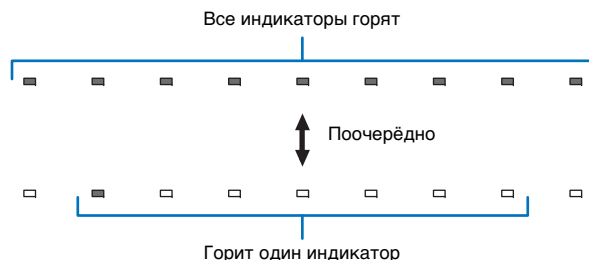 Все индикаторы горят
Поочерёдно
Горит один индикатор